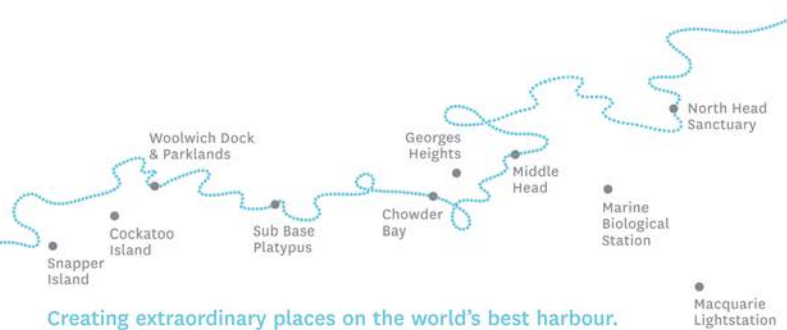 North Head
Sanctuary
Woolwich Dock
& Parklands
Georges
Heights
Middle
Head
Marine
Biological
Station
Chowder
Bay
Sub Base
Platypus
Cockatoo
Island
Snapper
Island
Macquarie
Lightstation
Creating extraordinary places on the world's best harbour.